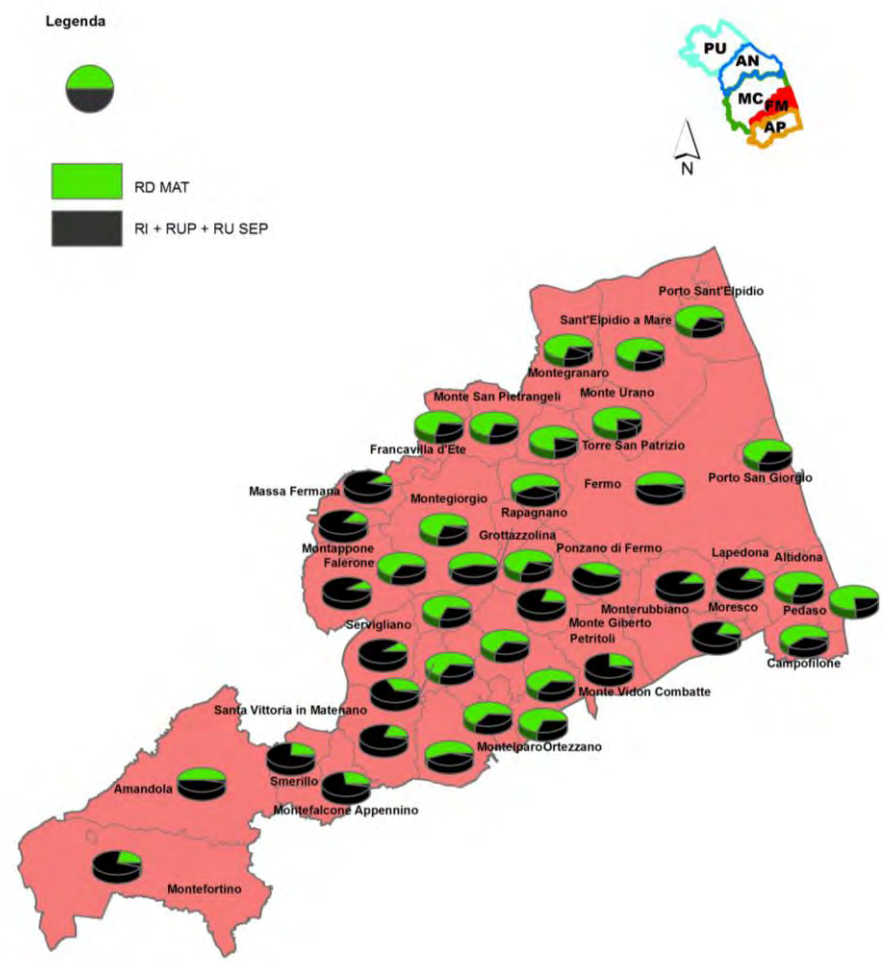 Legenda
RD MAT
RI + RUP + RU SEP
PU
AN
MC
FM
AP
N
Porto Sant'Elpidio
Sant'Elpidio a Mare
Montegranaro
Monte San Pietrangeli
Monte Urano
Francavilla d'Ete
Torre San Patrizio
Porto San Giorgio
Massa Fermana
Montegiorgio
Fermo
Rapagnano
Montappone
Grottazzolina
Ponzano di Fermo
Lapedona
Altidona
Falerone
Monterubbiano
Moresco
Pedaso
Servigliano
Monte Giberto
Petritoli
Campofilone
Monte Vidon Combatte
Santa Vittoria in Matenano
MontelparoOrtezzano
Smerillo
Amandola
Montefalcone Appennino
Montefortino